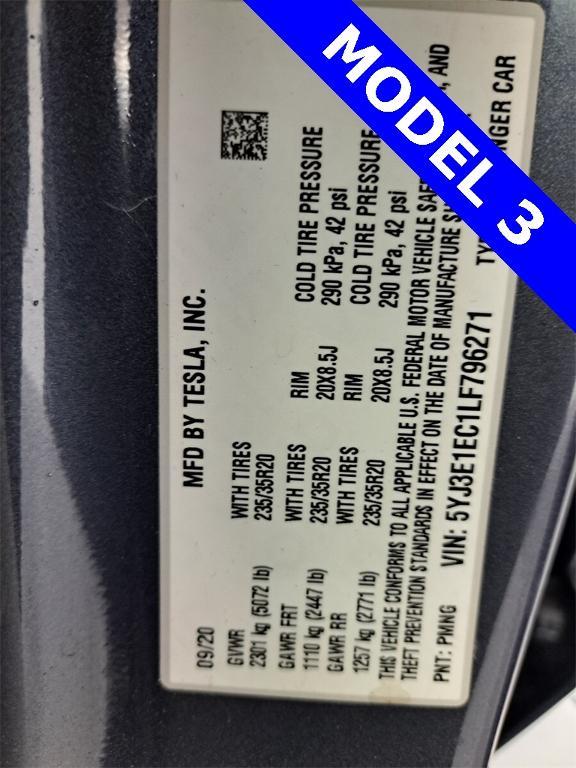 MODEL 3
MFD BY TESLA, INC.
09/20
GVWR
2301 kg (5072 lb)
WITH TIRES
235/35R20
GAWR FRT
1110 kg (2447 lb)
WITH TIRES
235/35R20
RIM
20X8.5J
COLD TIRE PRESSURE
290 kPa, 42 psi
GAWR RR
1257 kg (2771 lb)
WITH TIRES
235/35R20
RIM
20X8.5J
COLD TIRE PRESSURE
290 kPa, 42 psi
THIS VEHICLE CONFORMS TO ALL APPLICABLE U.S. FEDERAL MOTOR VEHICLE AND
THEFT PREVENTION STANDARDS IN EFFECT ON THE DATE OF MANUFACTURE
PNT: PMNG VIN: 5YJ3E1EC1LF796271 CAR